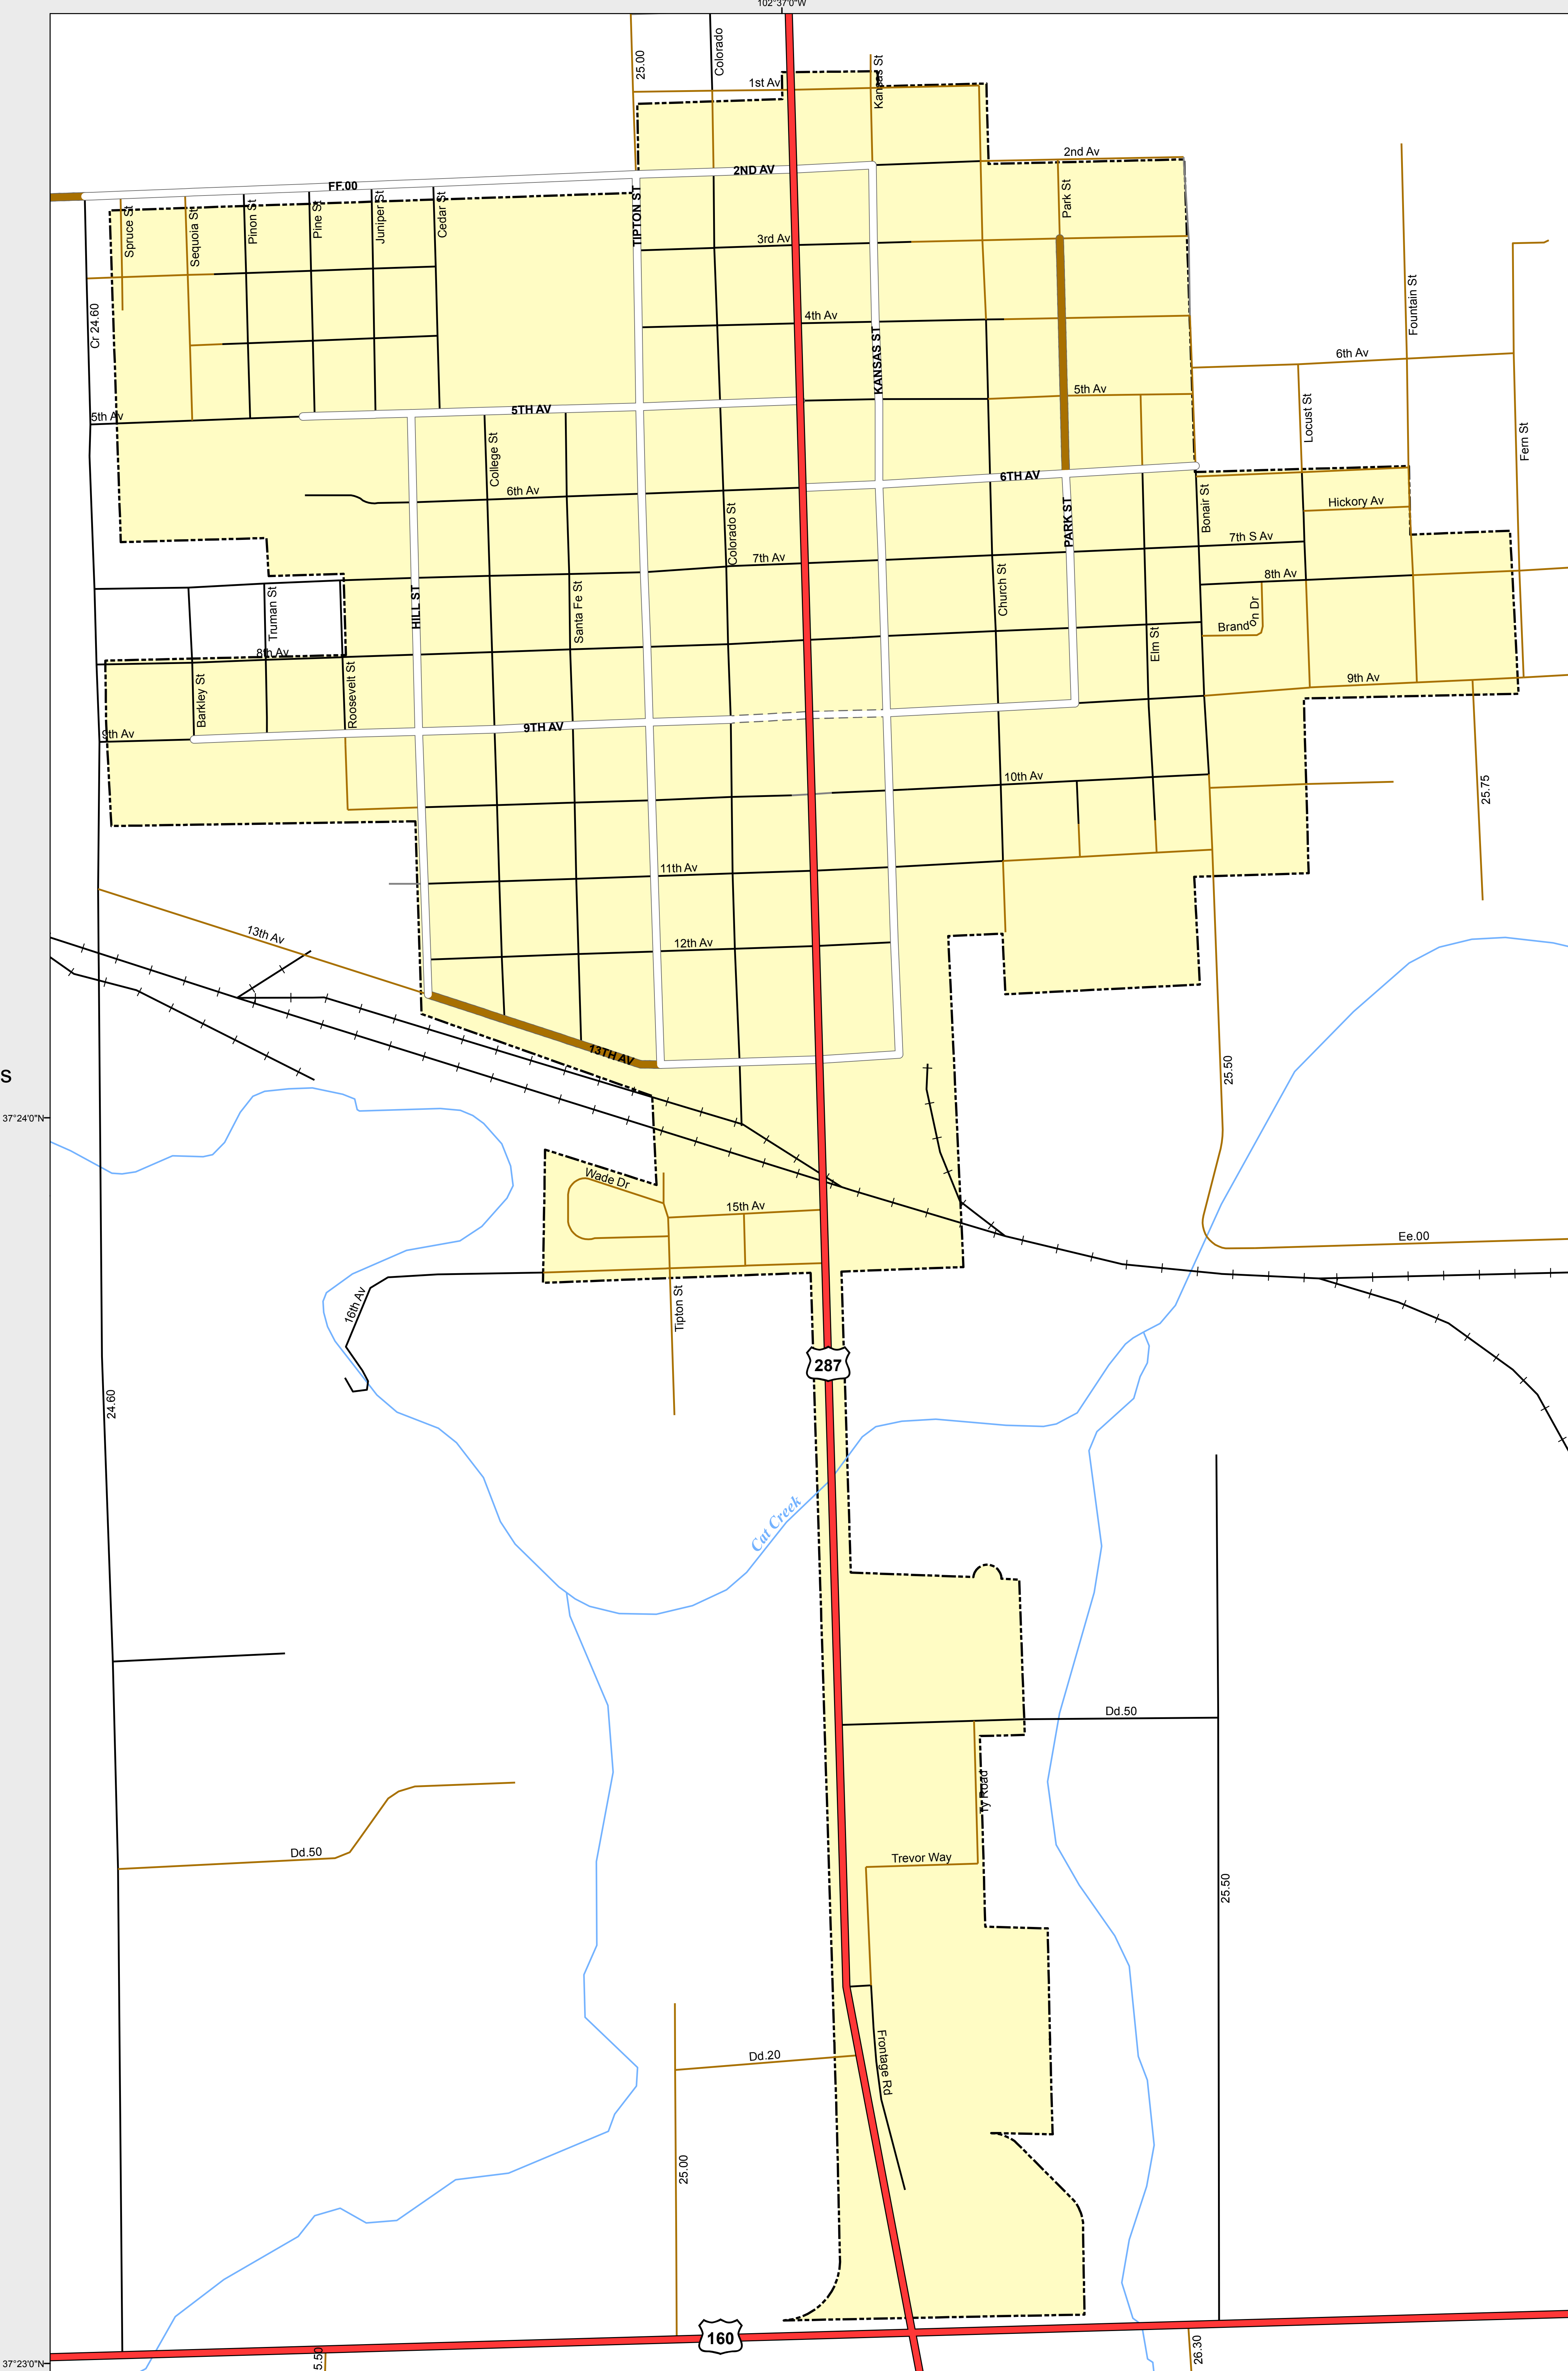 102°37'0"W
25.00
Colorado
Kansas St
1st Av
2nd Av
2ND AV
FF.00
Spruce St
Sequoia St
Pinon St
Pine St
Juniper St
Cedar St
TIPTON ST
Park St
3rd Av
Cr 24.60
4th Av
KANSAS ST
Fountain St
6th Av
5th Av
5TH AV
5th Av
Locust St
Fern St
College St
6th Av
6TH AV
Hickory Av
Colorado St
PARK ST
Bonair St
7th S Av
7th Av
8th Av
Truman St
HILL ST
Santa Fe St
Church St
Brandon Dr
Elm St
8th Av
Barkley St
Roosevelt St
9th Av
9th Av
9TH AV
10th Av
25.75
11th Av
13th Av
12th Av
13TH AV
25.50
S
37°24'0"N
Wade Dr
15th Av
Ee.00
16th Av
Tipton St
287
24.60
Cat Creek
Dd.50
Ty Road
Dd.50
Trevor Way
25.50
Frontage Rd
Dd.20
25.00
160
5.50
26.30
37°23'0"N